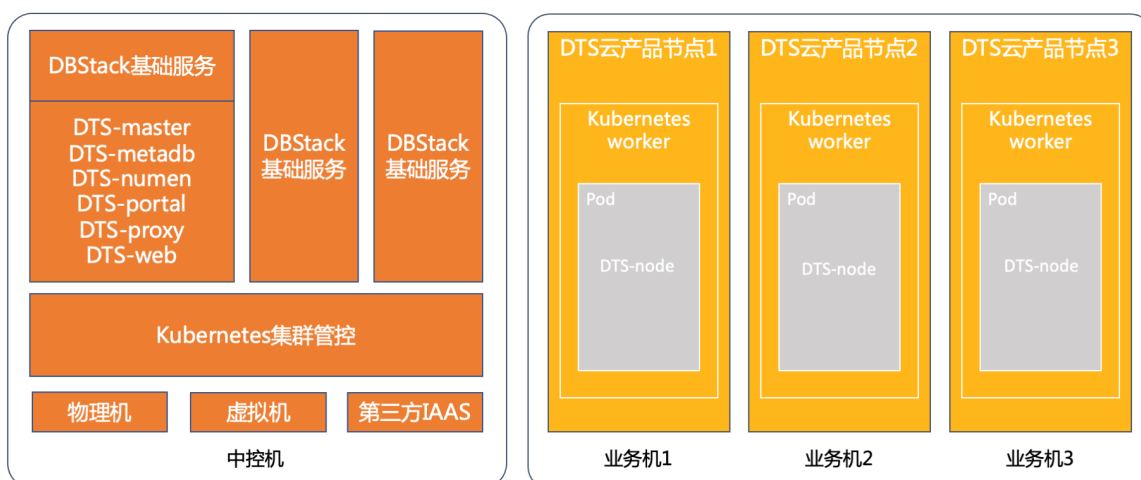 DBStack基础服务
DTS-master
DTS-metadb
DTS-numen
DTS-portal
DTS-proxy
DTS-web
DBStack
基础服务
DBStack
基础服务
Kubernetes集群管控
物理机
虚拟机
第三方IAAS
中控机
DTS云产品节点1
Kubernetes
worker
Pod
DTS-node
业务机1
DTS云产品节点2
Kubernetes
worker
Pod
DTS-node
业务机2
DTS云产品节点3
Kubernetes
worker
Pod
DTS-node
业务机3